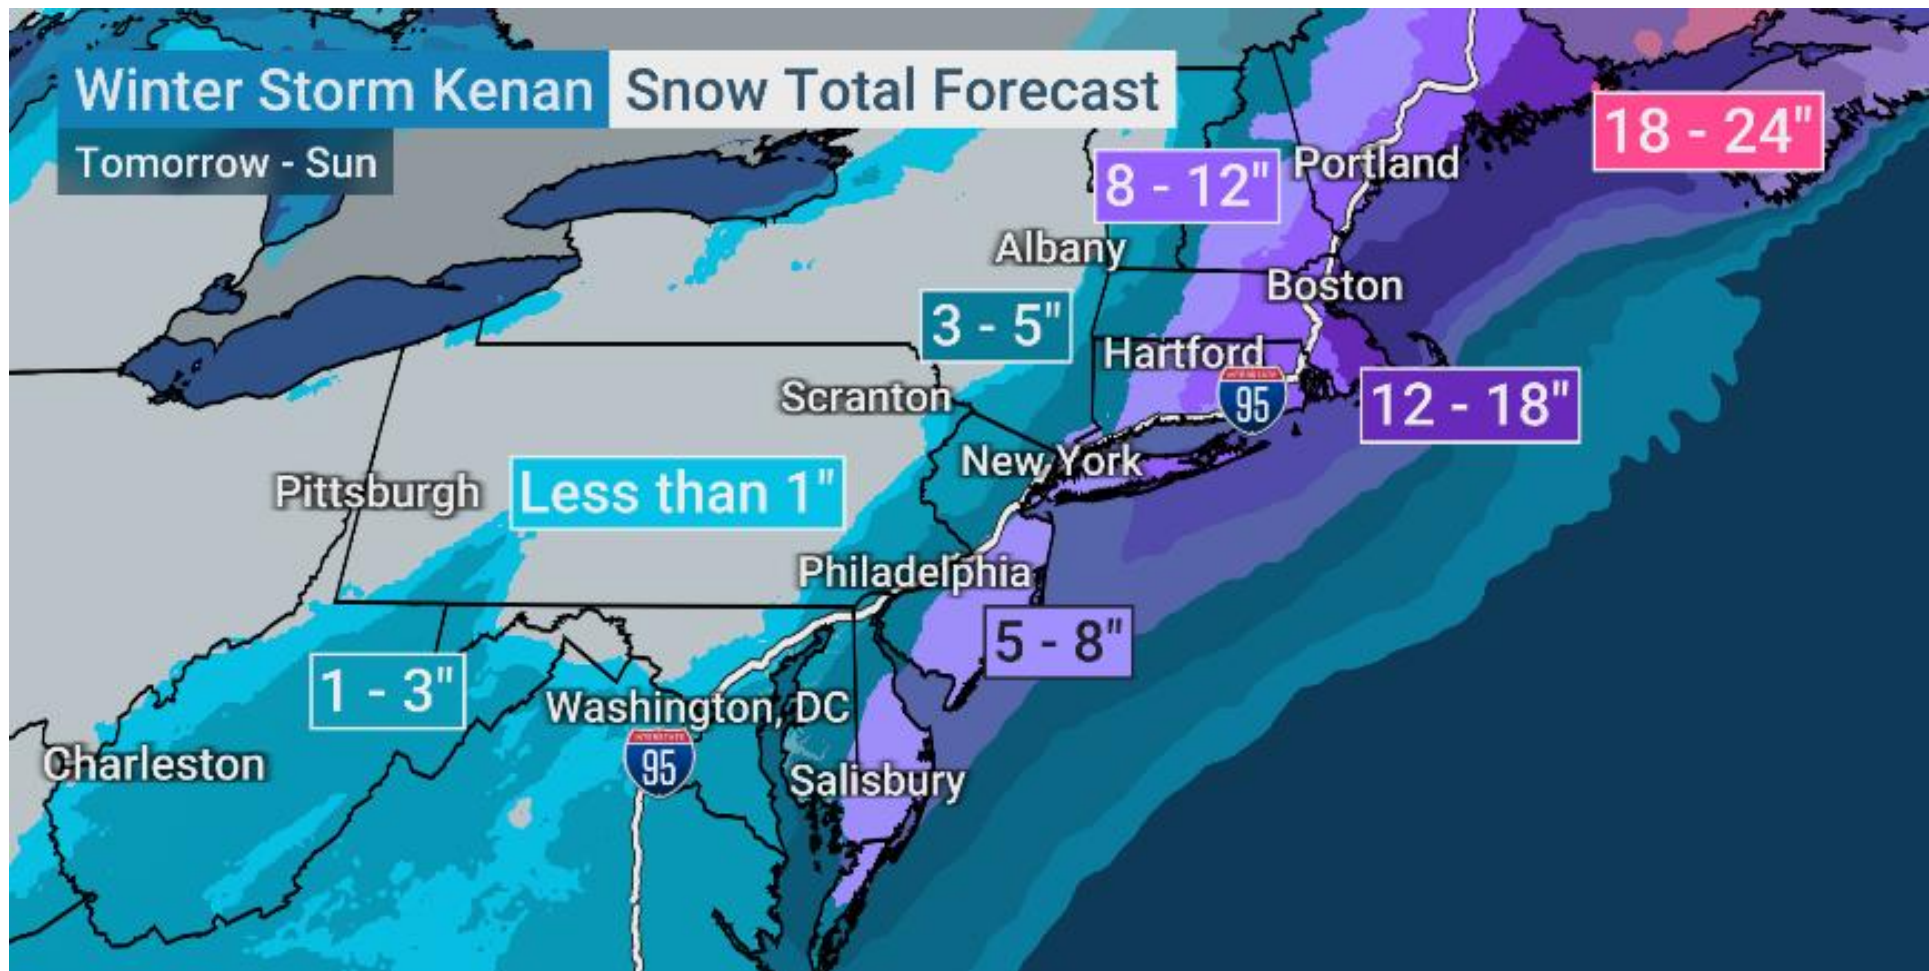 Winter Storm Kenan
Snow Total Forecast
Tomorrow - Sun
18 - 24"
8 - 12"
Portland
Albany
Boston
3 - 5"
Hartford
INTERSTATE
95
Scranton
12 - 18"
New York
Pittsburgh
Less than 1"
Philadelphia
5 - 8"
1 - 3"
Washington, DC
INTERSTATE
95
Charleston
Salisbury